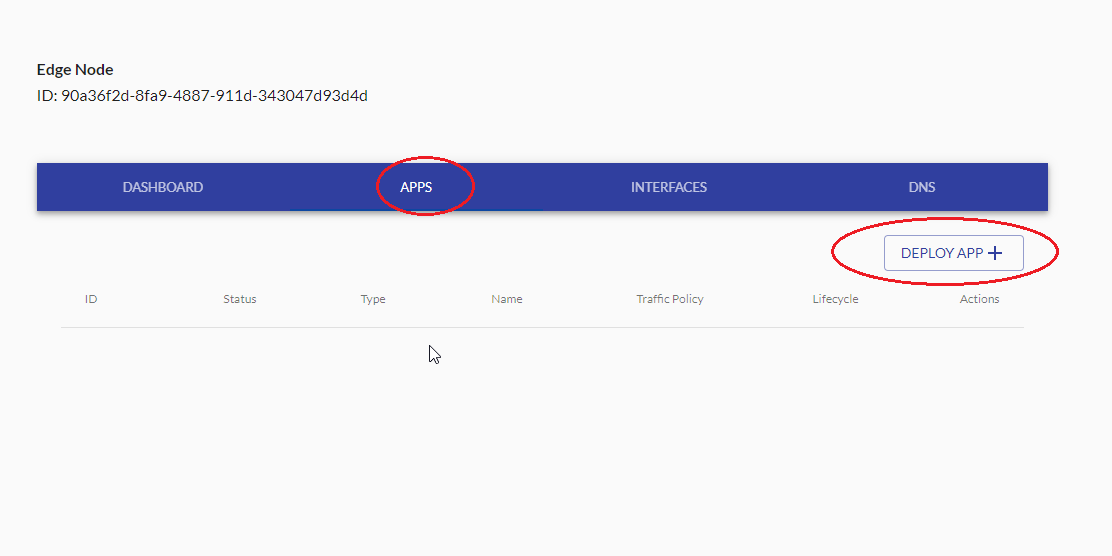 Edge Node
ID: 90a36f2d-8fa9-4887-911d-343047d93d4d
DASHBOARD APPS INTERFACES DNS
DEPLOY APP +
ID Status Type Name Traffic Policy Lifecycle Actions